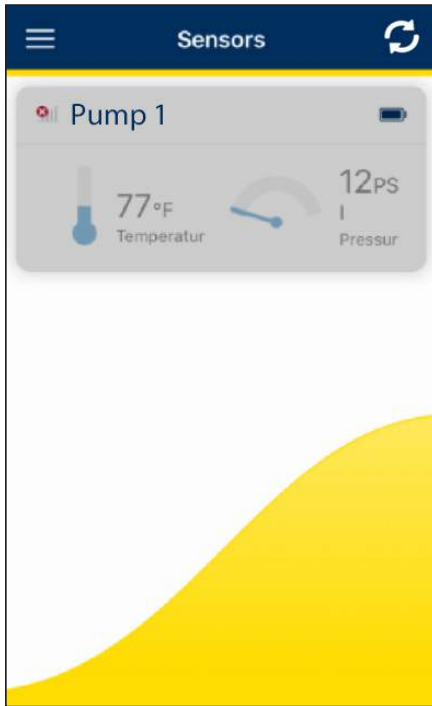 Sensors
Pump 1
77°F
Temperatur
12PS
I
Pressur